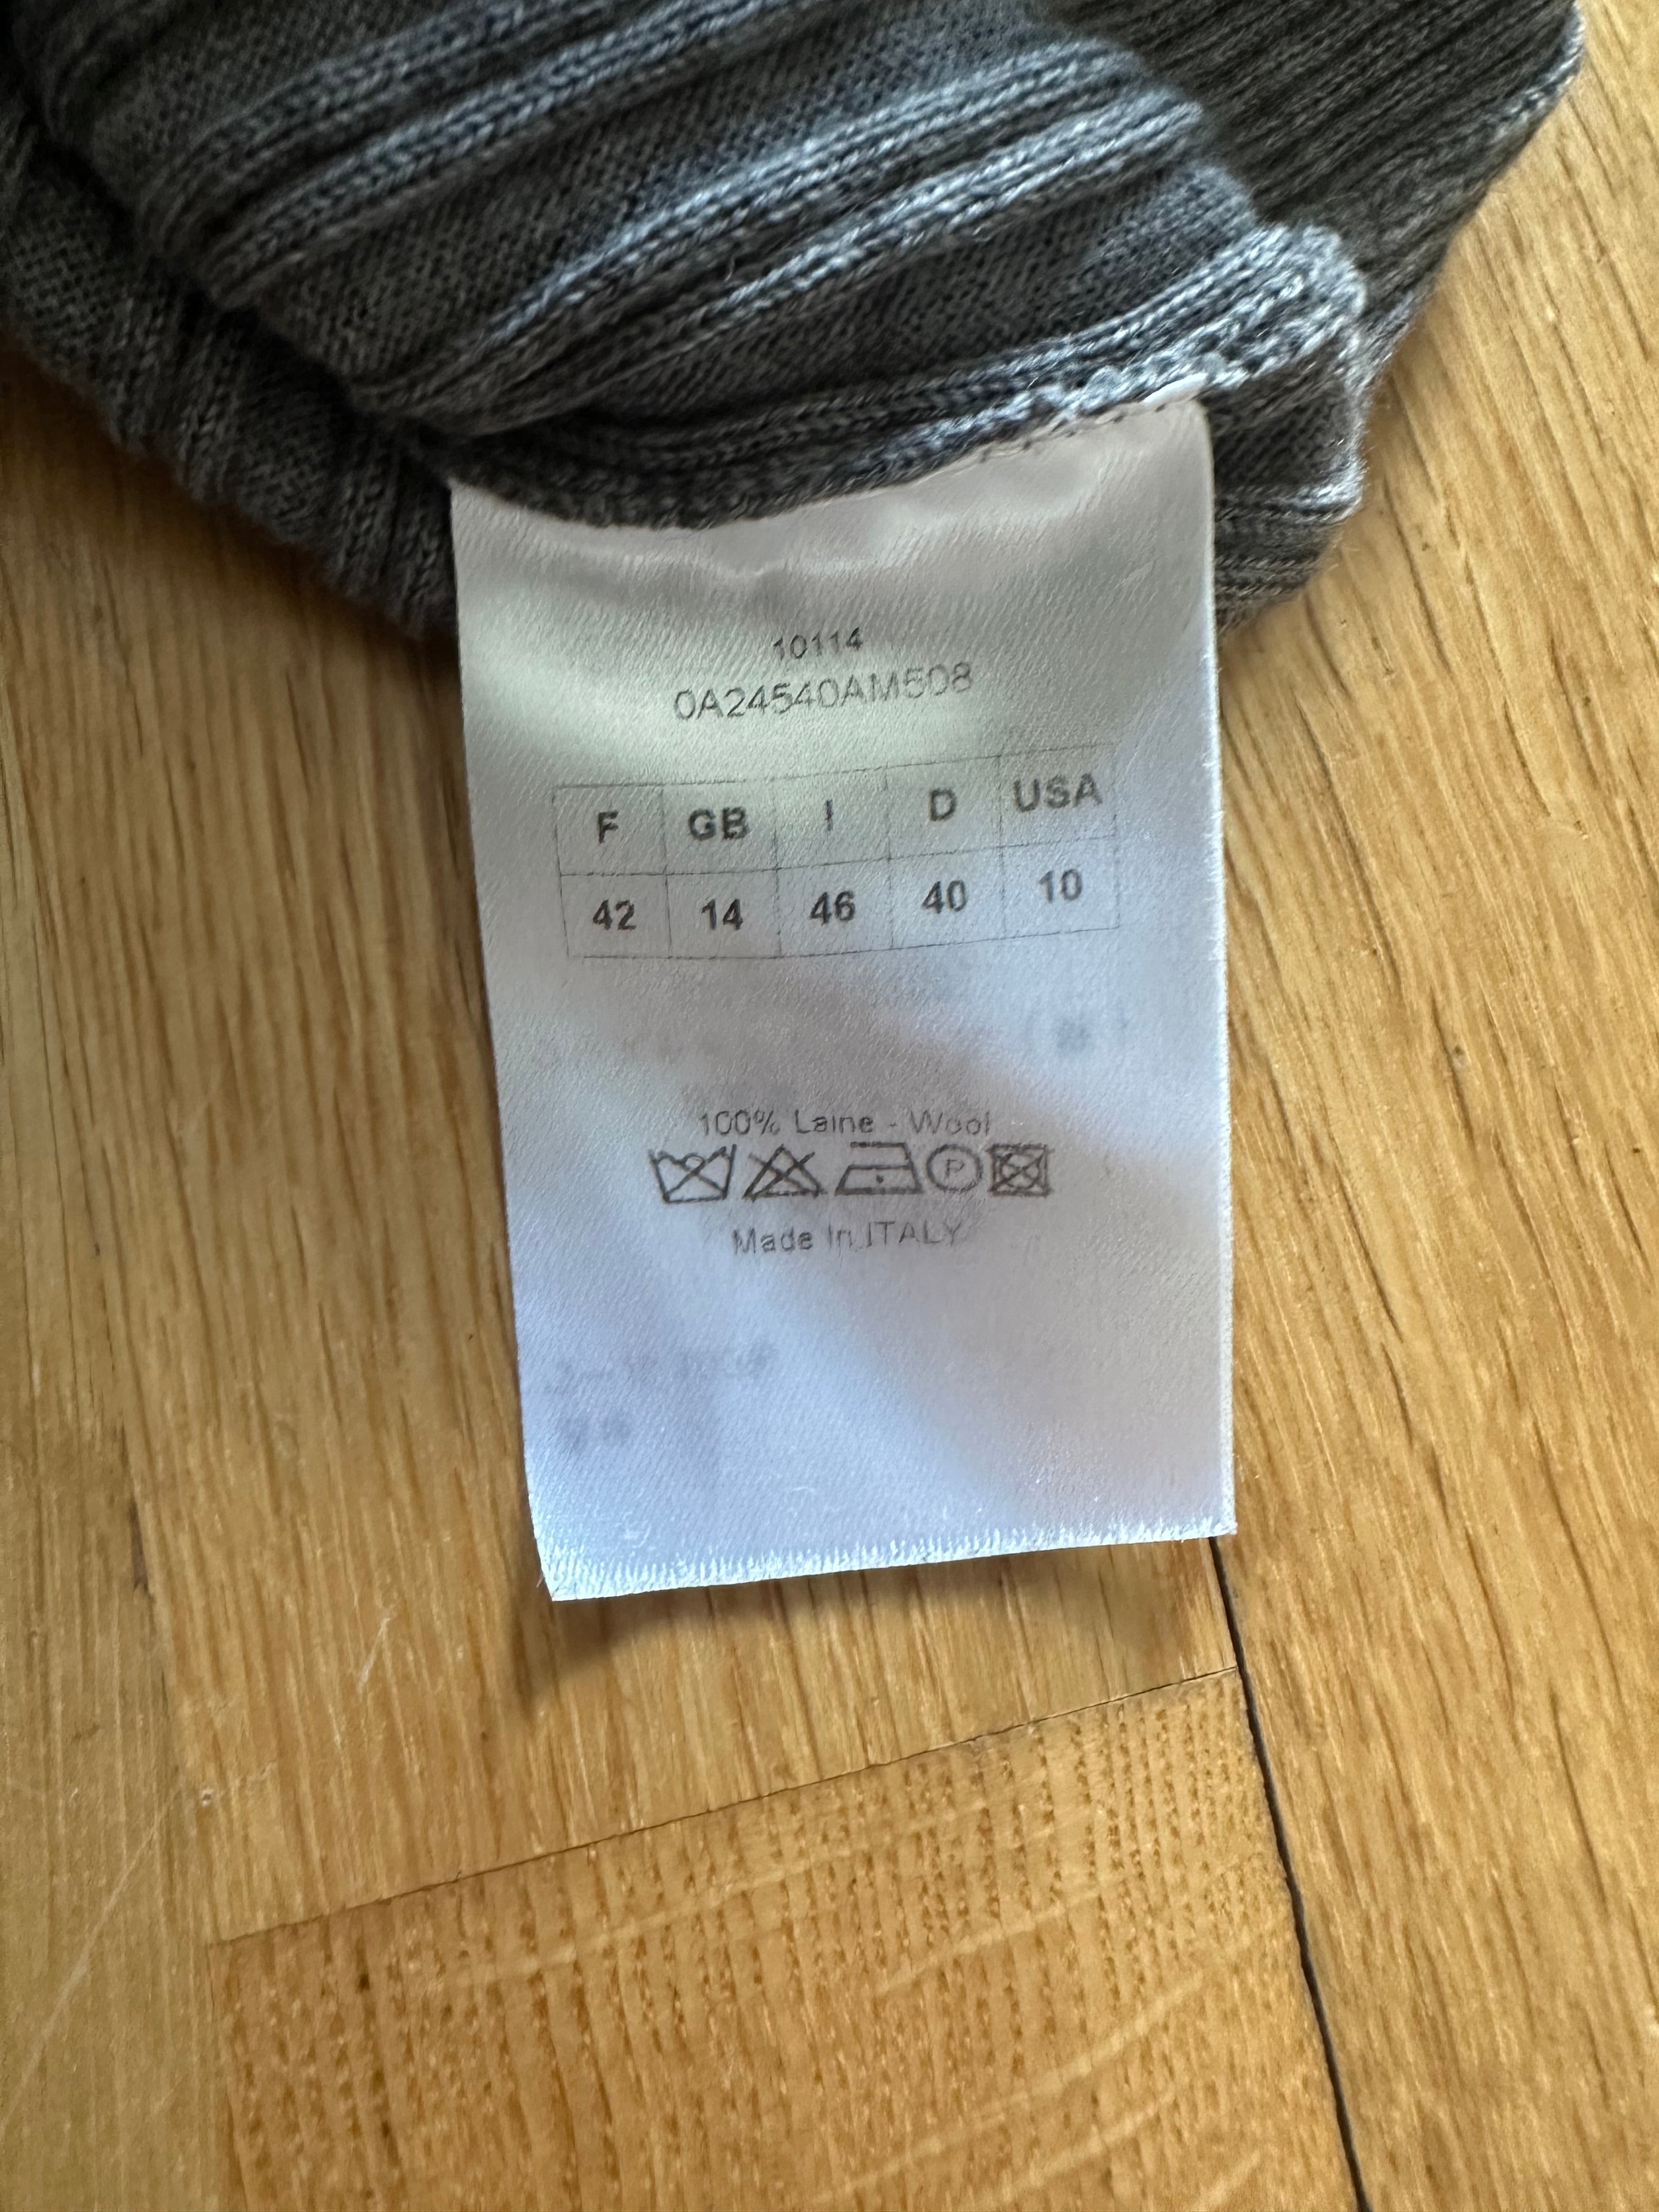 10114
0A24540AM508
F GB I D USA
42 14 46 40 10
100% Laine - Wool
P
Made In ITALY